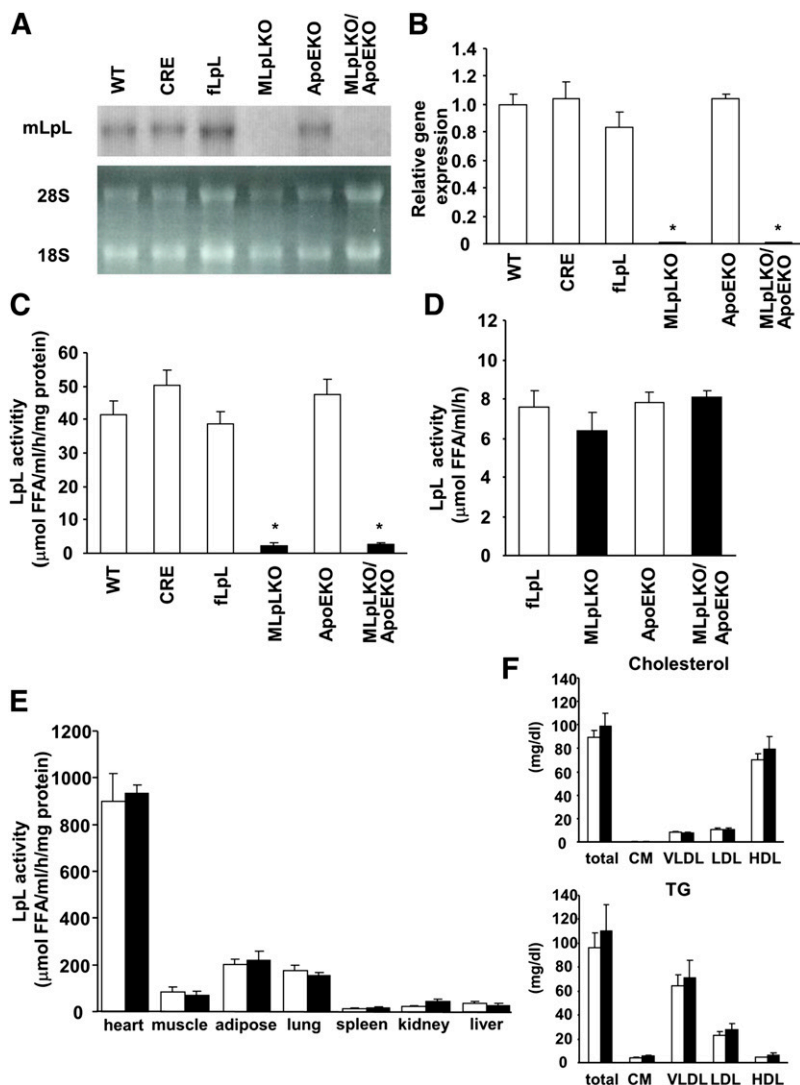 A
WT
CRE
fLpL
MLpLKO
ApoEKO
MLpLKO/
ApoEKO
mLpL
28S
18S
B
Relative gene
expression
1.4
1.2
1.0
0.8
0.6
0.4
0.2
0
*
*
WT
CRE
fLpL
MLpLKO
ApoEKO
MLpLKO/
ApoEKO
C
LpL activitiy
(μmol FFA/ml/h/mg protein)
60
50
40
30
20
10
0
*
*
WT
CRE
fLpL
MLpLKO
ApoEKO
MLpLKO/
ApoEKO
D
LpL activity
(μmol FFA/ml/h)
12
10
8
6
4
2
0
fLpL
MLpLKO
ApoEKO
MLpLKO/
ApoEKO
E
LpL activity
(μmol FFA/ml/h/mg protein)
1200
1000
800
600
400
200
0
heart muscle adipose lung spleen kidney liver
F
Cholesterol
(mg/dl)
140
120
100
80
60
40
20
0
total CM VLDL LDL HDL
TG
(mg/dl)
140
120
100
80
60
40
20
0
total CM VLDL LDL HDL